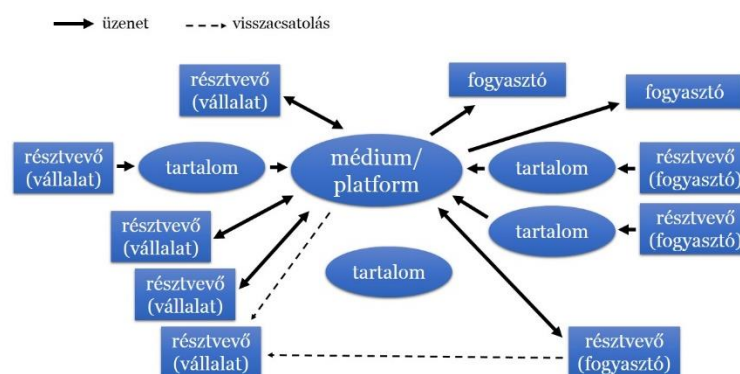 üzenet
visszacsatolás
résztvevő
(vállalat)
fogyasztó
fogyasztó
résztvevő
(vállalat)
tartalom
médium/
platform
tartalom
résztvevő
(fogyasztó)
résztvevő
(vállalat)
tartalom
résztvevő
(fogyasztó)
résztvevő
(vállalat)
tartalom
résztvevő
(vállalat)
résztvevő
(fogyasztó)